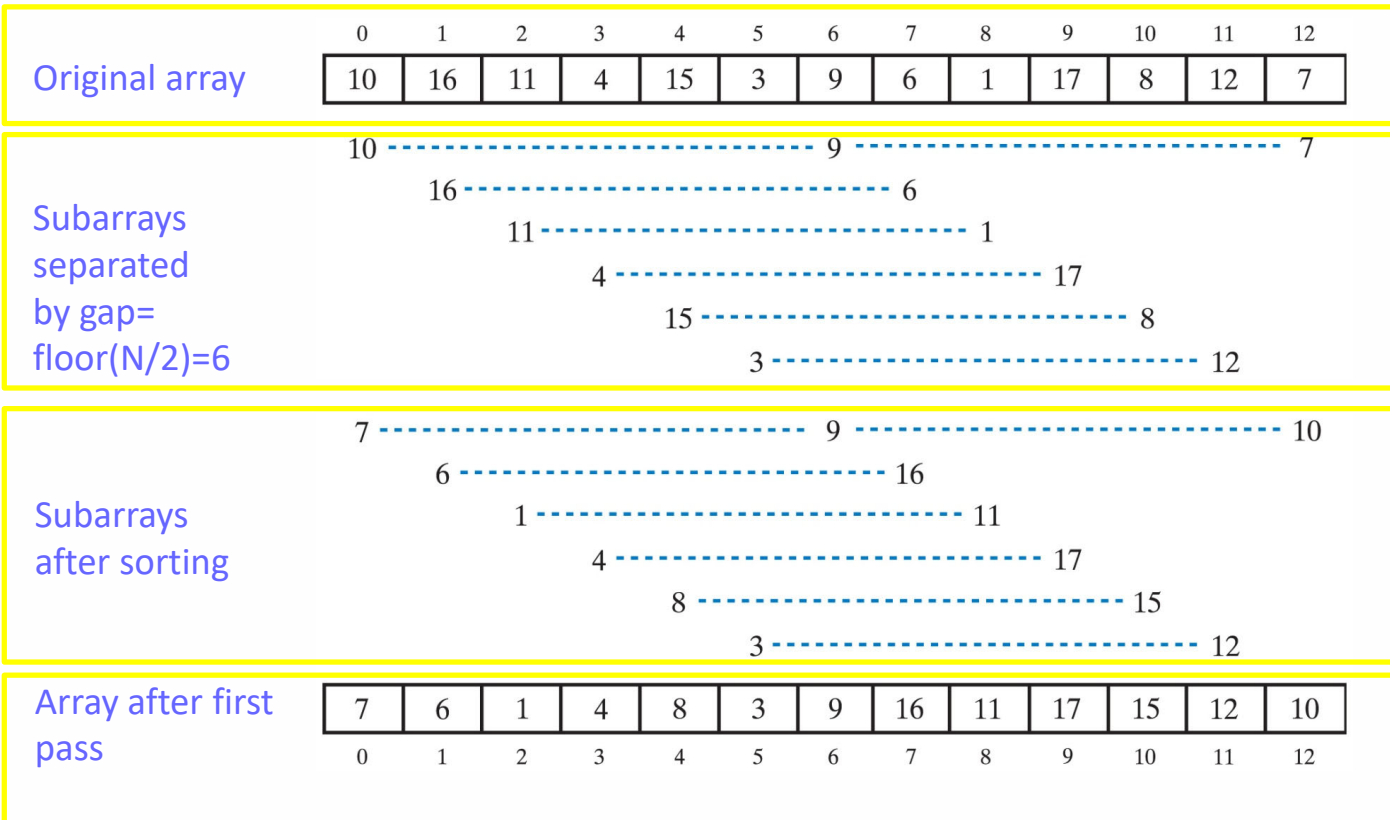 0 1 2 3 4 5 6 7 8 9 10 11 12
Original array
10 16 11 4 15 3 9 6 1 17 8 12 7
Subarrays
separated
by gap=
floor(N/2)=6
10 9 7
16 6
11 1
4 17
15 8
3 12
Subarrays
after sorting
7 9 10
6 16
1 11
4 17
8 15
3 12
Array after first
pass
7 6 1 4 8 3 9 16 11 17 15 12 10
0 1 2 3 4 5 6 7 8 9 10 11 12